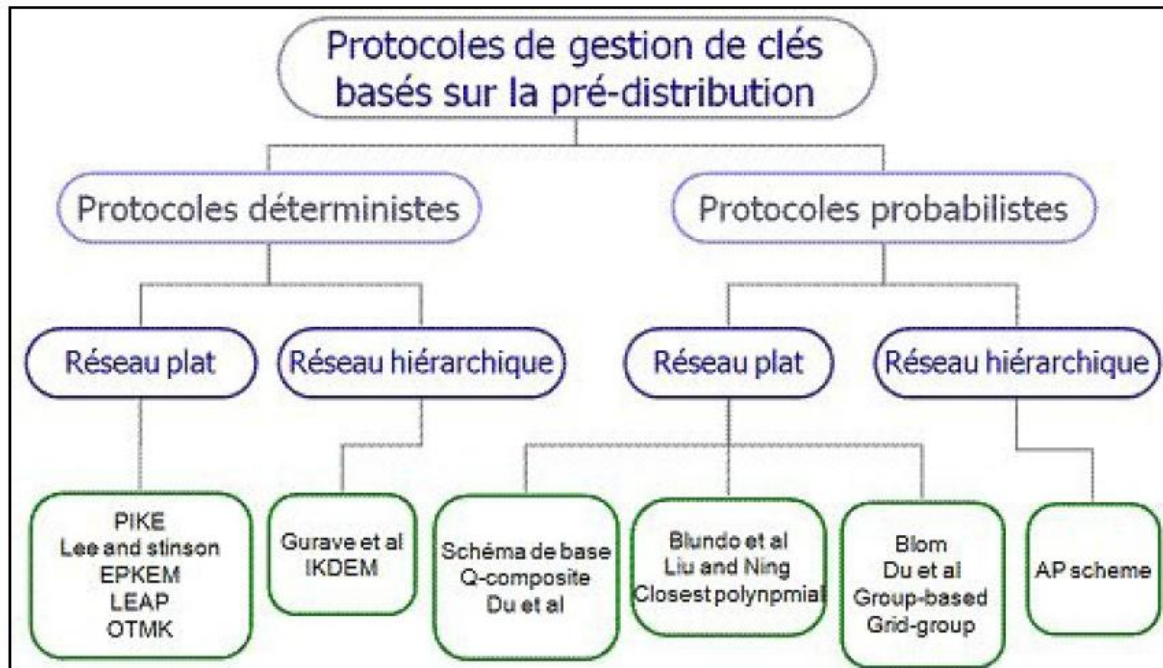 Protocoles de gestion de clés
basés sur la pré-distribution
Protocoles déterministes
Protocoles probabilistes
Réseau plat
Réseau hiérarchique
Réseau plat
Réseau hiérarchique
PIKE
Lee and stinson
EPKEM
LEAP
OTMK
Gurave et al
IKDEM
Schéma de base
Q-composite
Du et al
Blundo et al
Liu and Ning
Closest polynpmial
Blom
Du et al
Group-based
Grid-group
AP scheme